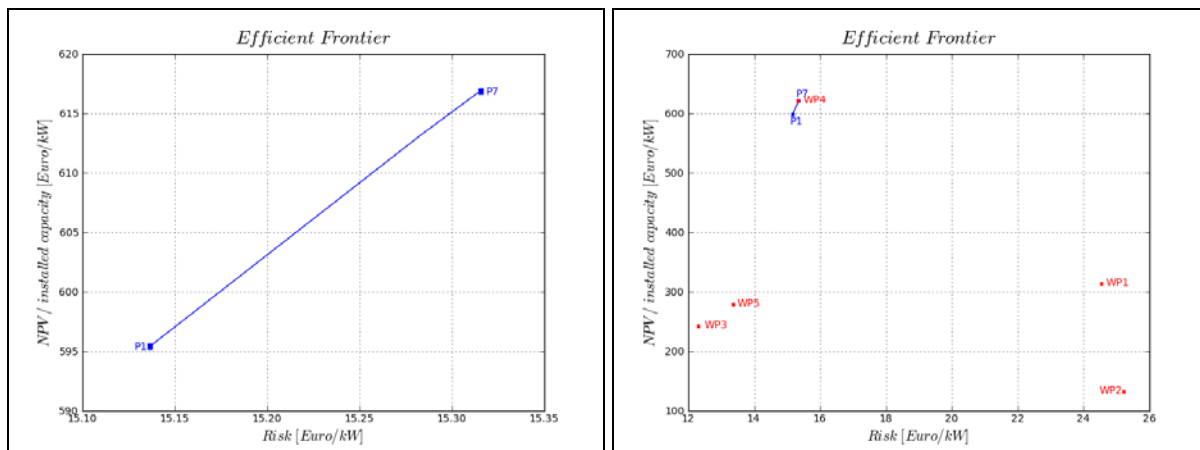 Efficient Frontier
NPV/ installed capacity [Euro/kW]
620
615
610
605
600
595
590
P7
P1
15.10 15.15 15.20 15.25 15.30 15.35
Risk [Euro/kW]
Efficient Frontier
NPV/ installed capacity [Euro/kW]
700
600
500
400
300
200
100
P7
WP4
P1
WP1
WP5
WP3
WP2
12 14 16 18 20 22 24 26
Risk [Euro/kW]